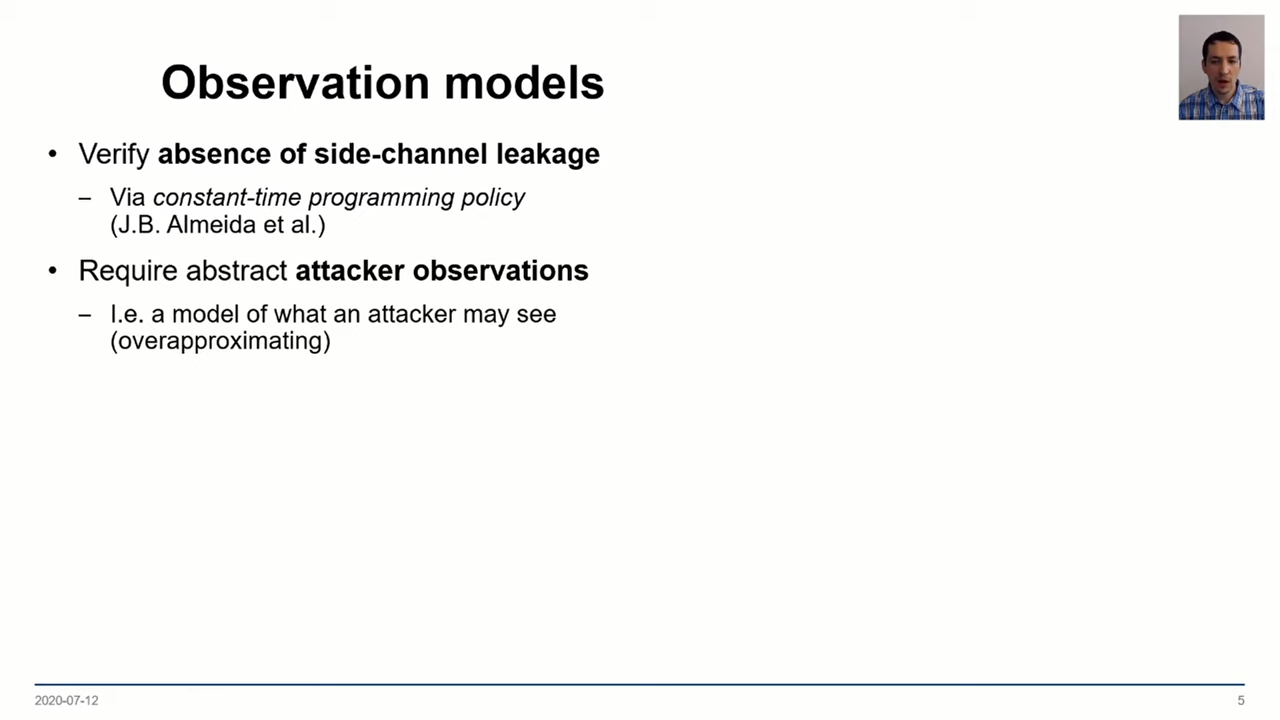 Observation models
• Verify absence of side-channel leakage
– Via constant-time programming policy
(J.B. Almeida et al.)
• Require abstract attacker observations
– I.e. a model of what an attacker may see
(overapproximating)
2020-07-12
5